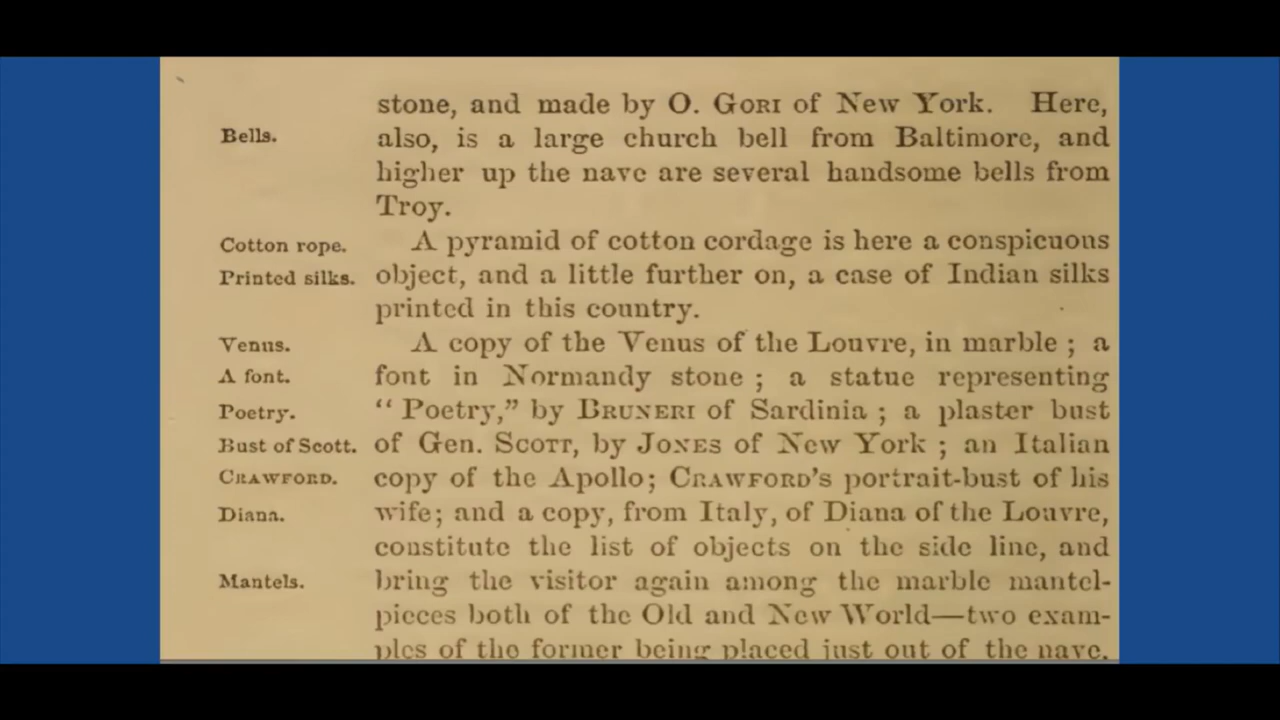 stone, and made by O. GORI of New York. Here,
Bells. also, is a large church bell from Baltimore, and
higher up the nave are several handsome bells from
Troy.
Cotton rope. A pyramid of cotton cordage is here a conspicuous
Printed silks. object, and a little further on, a case of Indian silks
printed in this country.
Venus. A copy of the Venus of the Louvre, in marble ; a
A font. font in Normandy stone ; a statue representing
Poetry. “ Poetry,” by BRUNERI of Sardinia ; a plaster bust
Bust of Scott. of Gen. SCOTT, by JONES of New York ; an Italian
CRAWFORD. copy of the Apollo; CRAWFORD’S portrait-bust of his
Diana. wife; and a copy, from Italy, of Diana of the Louvre,
constitute the list of objects on the side line, and
Mantels. bring the visitor again among the marble mantel-
pieces both of the Old and New World—two exam-
ples of the former being placed just out of the nave.